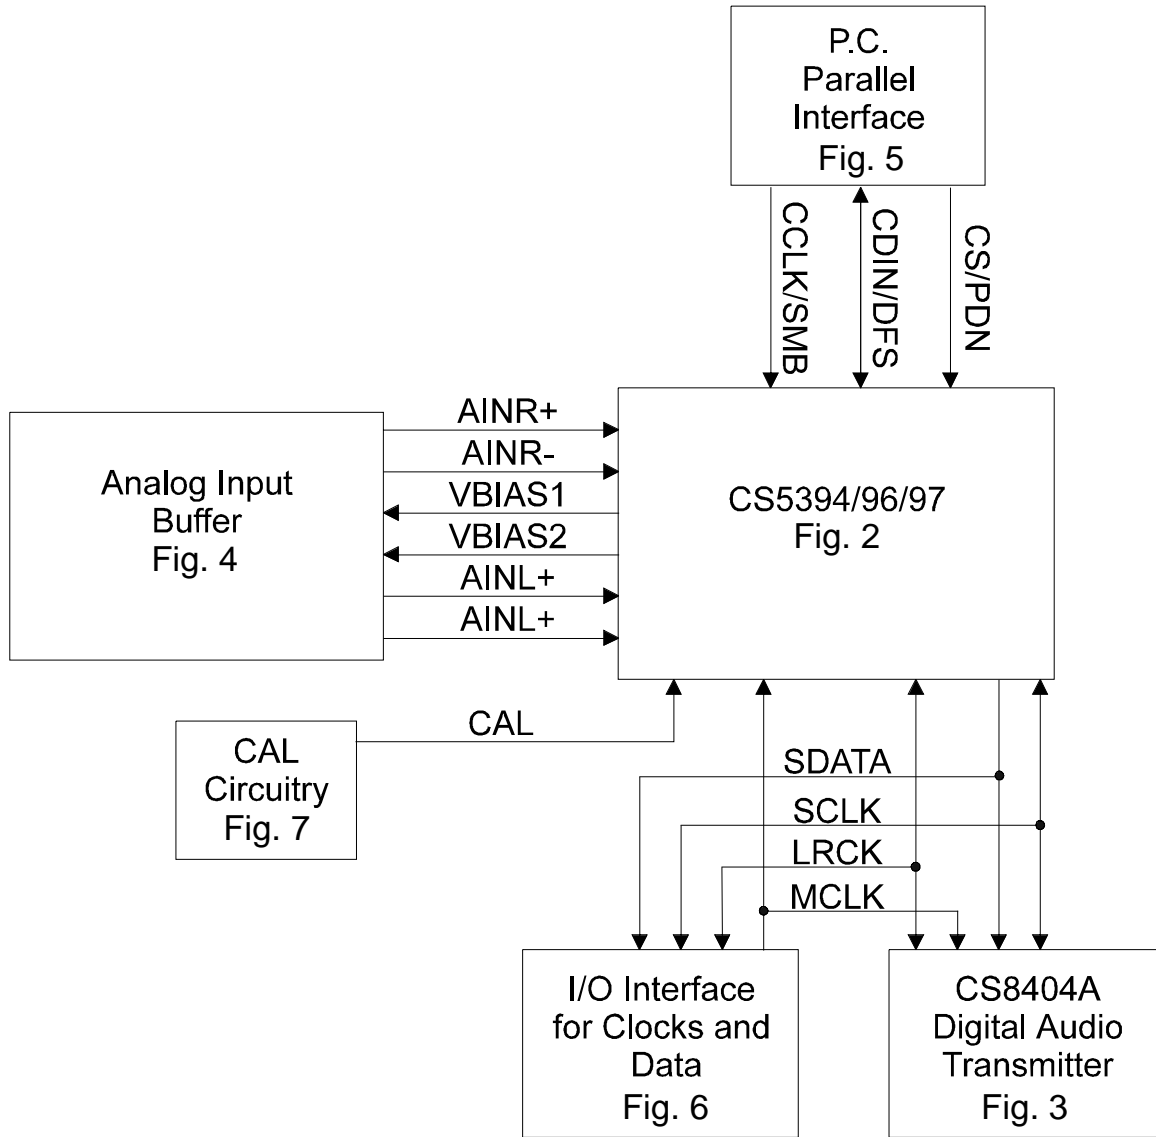 P.C.
Parallel
Interface
Fig. 5
CCLK/SMB
CDIN/DFS
CS/PDN
AINR+
AINR-
VBIAS1
VBIAS2
AINL+
AINL+
Analog Input
Buffer
Fig. 4
CS5394/96/97
Fig. 2
CAL
CAL
Circuitry
Fig. 7
SDATA
SCLK
LRCK
MCLK
I/O Interface
for Clocks and
Data
Fig. 6
CS8404A
Digital Audio
Transmitter
Fig. 3